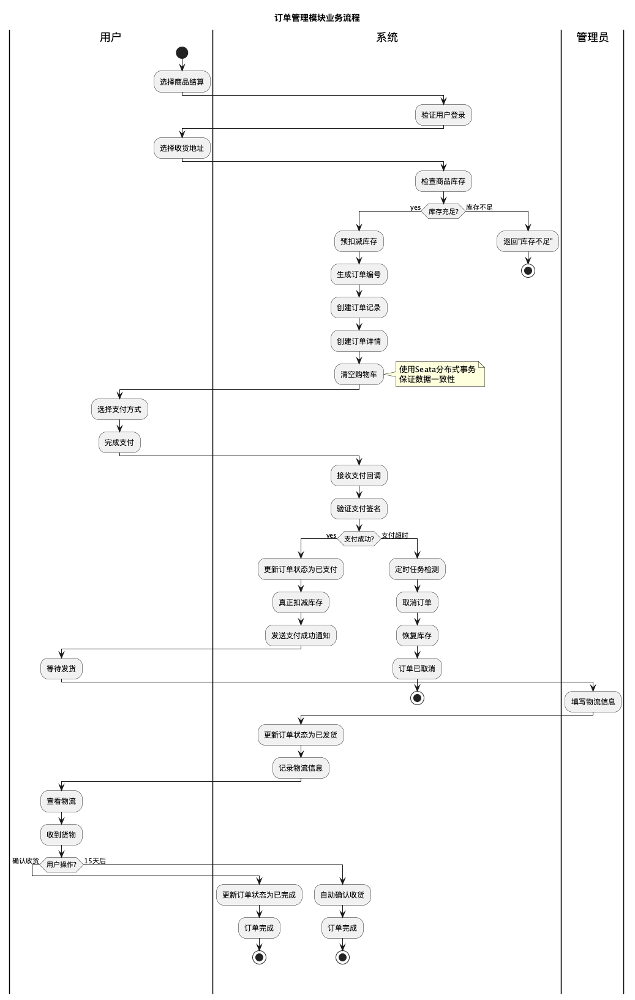 订单管理模块业务流程
用户
系统
管理员
选择商品结算
验证用户登录
选择收货地址
检查商品库存
yes
库存充足?
库存不足
预扣减库存
返回"库存不足"
生成订单编号
创建订单记录
创建订单详情
清空购物车
使用Seata分布式事务
保证数据一致性
选择支付方式
完成支付
接收支付回调
验证支付签名
yes
支付成功?
支付超时
更新订单状态为已支付
定时任务检测
真正扣减库存
取消订单
发送支付成功通知
恢复库存
等待发货
订单已取消
填写物流信息
更新订单状态为已发货
记录物流信息
查看物流
收到货物
确认收货
用户操作?
15天后
更新订单状态为已完成
自动确认收货
订单完成
订单完成